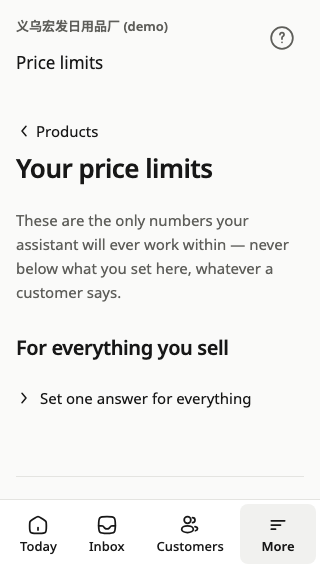 义乌宏发日用品厂 (demo)
Price limits
Products
Your price limits
These are the only numbers your
assistant will ever work within — never
below what you set here, whatever a
customer says.
For everything you sell
Set one answer for everything
Today
Inbox
Customers
More